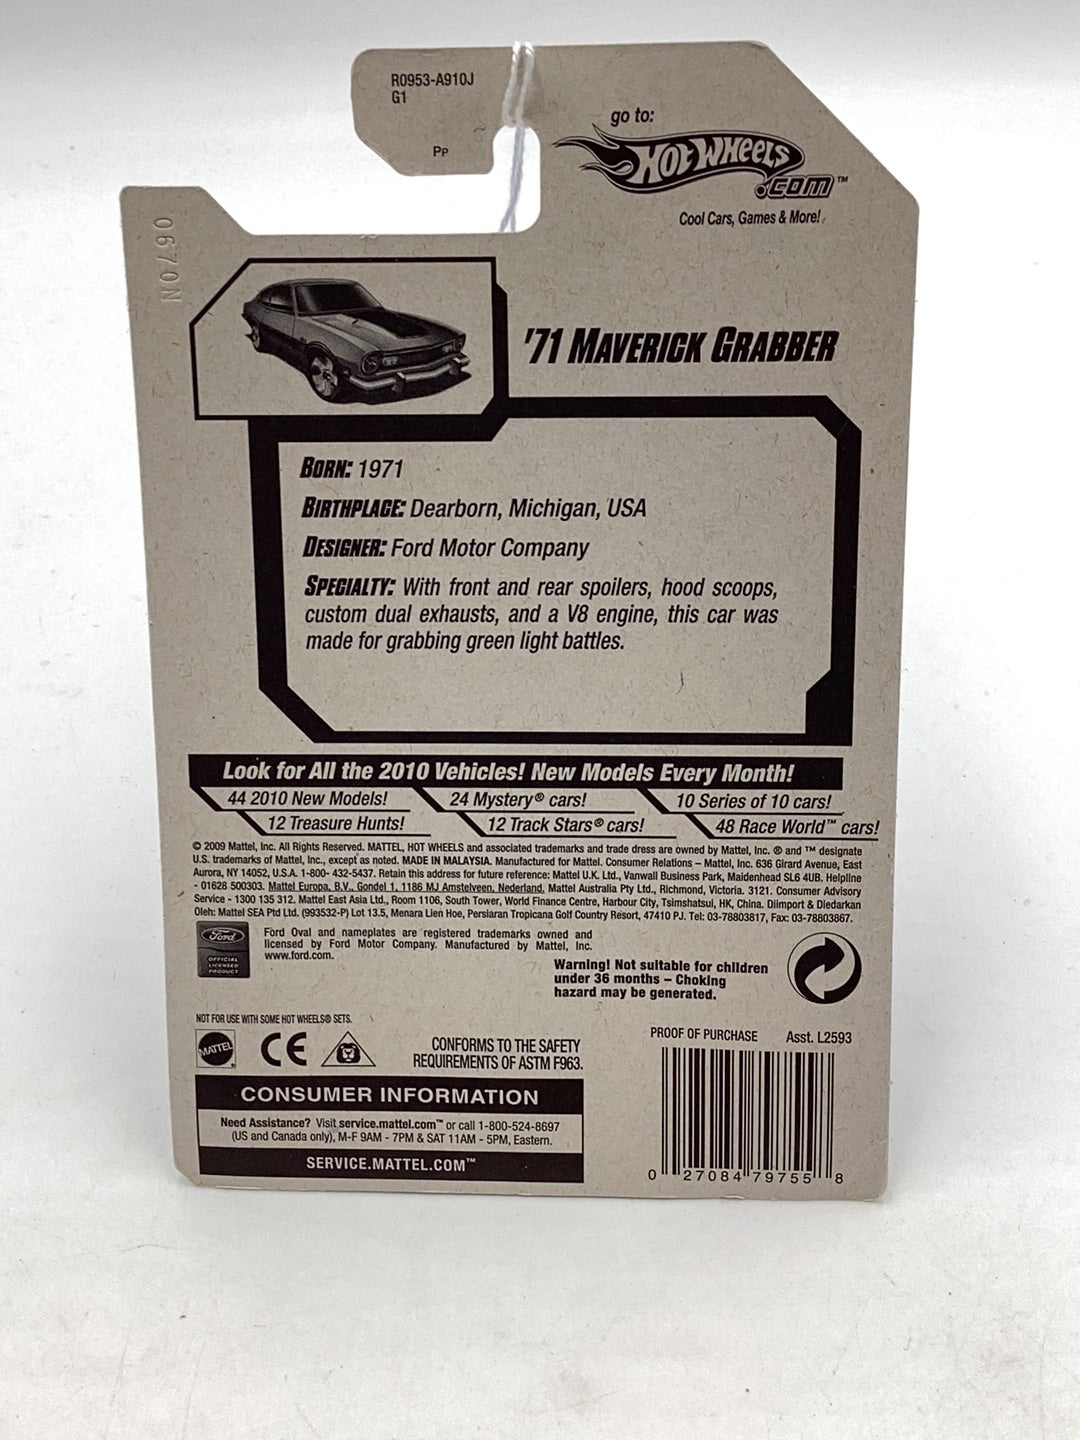 R0953-A910J
G1
PP
go to:
HOT WHEELS
.COM™
Cool Cars, Games & More!
0670N
'71 MAVERICK GRABBER
BORN: 1971
BIRTHPLACE: Dearborn, Michigan, USA
DESIGNER: Ford Motor Company
SPECIALTY: With front and rear spoilers, hood scoops,
custom dual exhausts, and a V8 engine, this car was
made for grabbing green light battles.
Look for All the 2010 Vehicles! New Models Every Month!
44 2010 New Models! 24 Mystery® cars! 10 Series of 10 cars!
12 Treasure Hunts! 12 Track Stars® cars! 48 Race World™ cars!
© 2009 Mattel, Inc. All Rights Reserved. MATTEL, HOT WHEELS and associated trademarks and trade dress are owned by Mattel, Inc. ® and ™ designate
U.S. trademarks of Mattel, Inc., except as noted. MADE IN MALAYSIA. Manufactured for Mattel. Consumer Relations – Mattel, Inc. 636 Girard Avenue, East
Aurora, NY 14052, U.S.A. 1-800- 432-5437. Retain this address for future reference: Mattel U.K. Ltd., Vanwall Business Park, Maidenhead SL6 4UB. Helpline
- 01628 500303. Mattel Europa, B.V., Gondel 1, 1186 MJ Amstelveen, Nederland. Mattel Australia Pty Ltd., Richmond, Victoria. 3121. Consumer Advisory
Service - 1300 135 312. Mattel East Asia Ltd., Room 1106, South Tower, World Finance Centre, Harbour City, Tsimshatsui, HK, China. Diimport & Diedarkan
Oleh: Mattel SEA Ptd Ltd. (993532-P) Lot 13.5, Menara Lien Hoe, Persiaran Tropicana Golf Country Resort, 47410 PJ. Tel: 03-78803817, Fax: 03-78803867.
Ford
OFFICIAL
LICENSED
PRODUCT
Ford Oval and nameplates are registered trademarks owned and
licensed by Ford Motor Company. Manufactured by Mattel, Inc.
www.ford.com.
Warning! Not suitable for children
under 36 months – Choking
hazard may be generated.
NOT FOR USE WITH SOME HOT WHEELS® SETS.
MATTEL
CE
CONFORMS TO THE SAFETY
REQUIREMENTS OF ASTM F963.
PROOF OF PURCHASE Asst. L2593
CONSUMER INFORMATION
Need Assistance? Visit service.mattel.com™ or call 1-800-524-8697
(US and Canada only), M-F 9AM - 7PM & SAT 11AM - 5PM, Eastern.
SERVICE.MATTEL.COM™
0 27084 79755 8